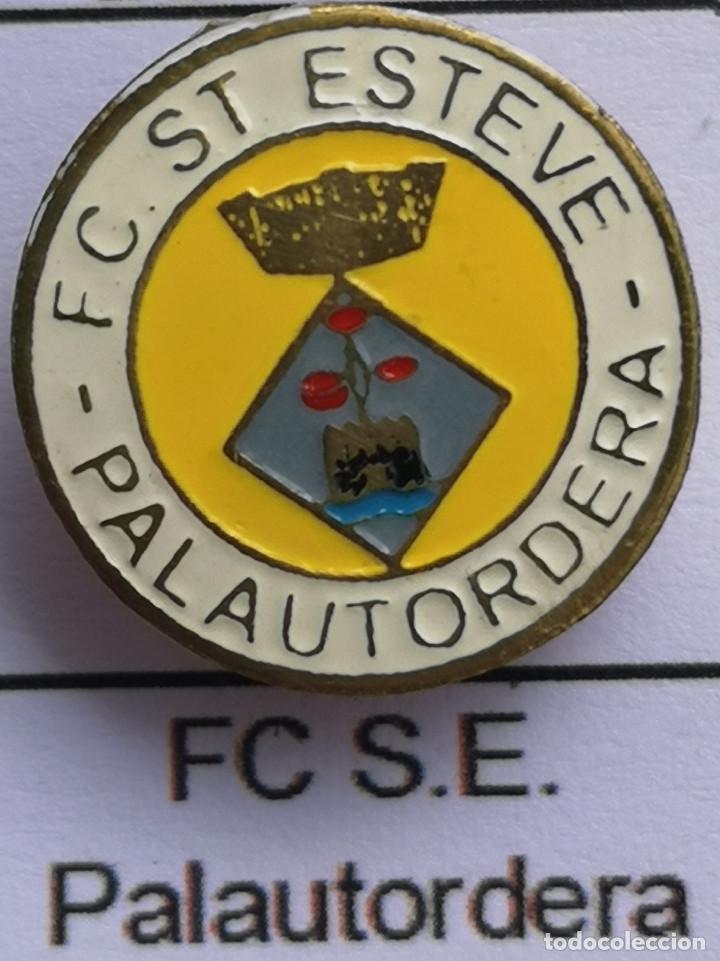 - FC. ST ESTEVE -
PALAUTORDERA
FC S.E.
Palautordera
todocoleccion